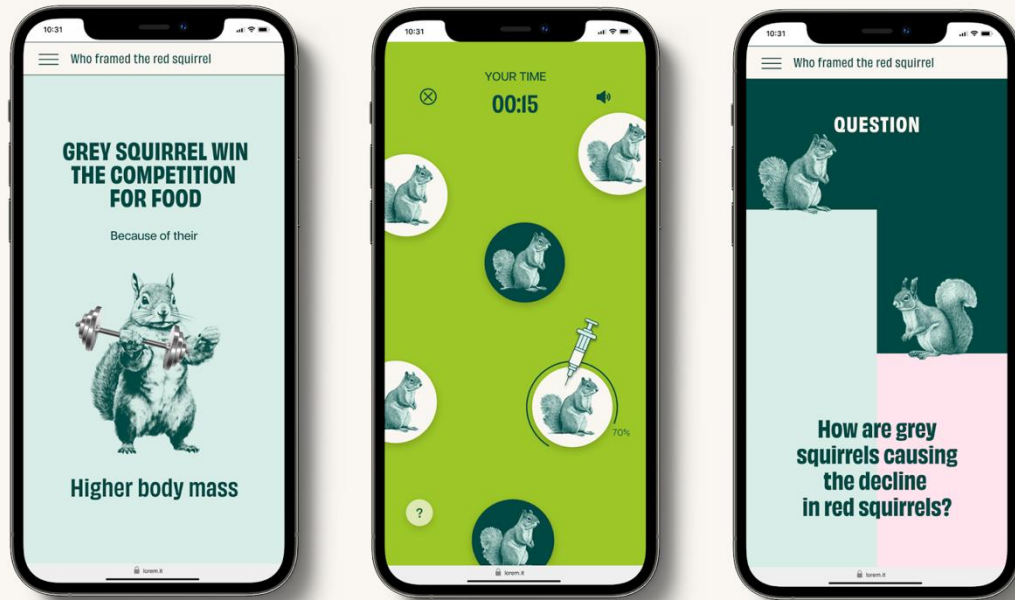 10:31
Who framed the red squirrel
GREY SQUIRREL WIN
THE COMPETITION
FOR FOOD
Because of their
Higher body mass
lorem.it
10:31
YOUR TIME
00:15
70%
?
lorem.it
10:31
Who framed the red squirrel
QUESTION
How are grey
squirrels causing
the decline
in red squirrels?
lorem.it